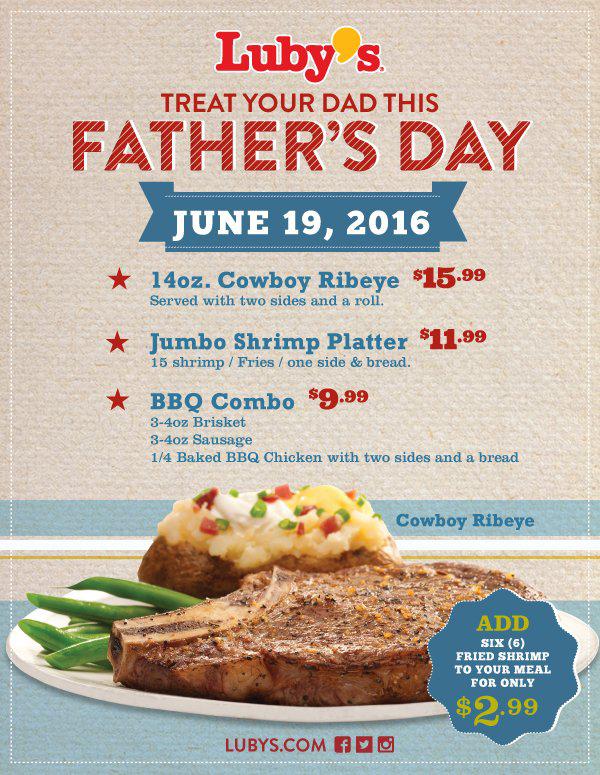 Luby's
TREAT YOUR DAD THIS
FATHER'S DAY
JUNE 19, 2016
★ 14oz. Cowboy Ribeye $15.99
Served with two sides and a roll.
★ Jumbo Shrimp Platter $11.99
15 shrimp / Fries / one side & bread.
★ BBQ Combo $9.99
3-4oz Brisket
3-4oz Sausage
1/4 Baked BBQ Chicken with two sides and a bread
Cowboy Ribeye
ADD
SIX (6)
FRIED SHRIMP
TO YOUR MEAL
FOR ONLY
$2.99
LUBYS.COM